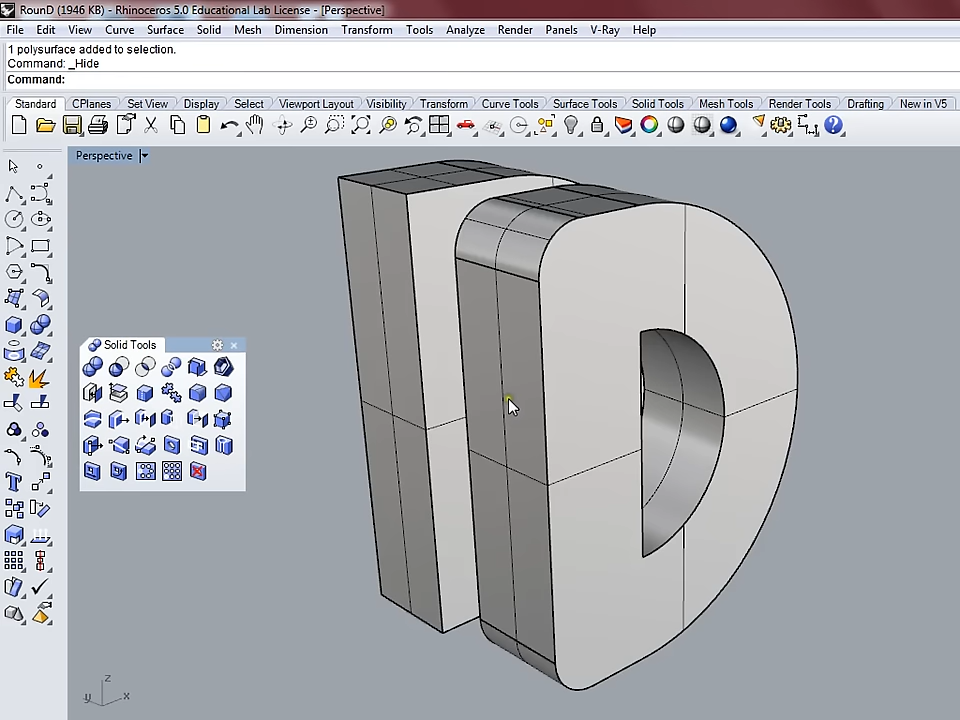 RounD (1946 KB) - Rhinoceros 5.0 Educational Lab License - [Perspective]
File Edit View Curve Surface Solid Mesh Dimension Transform Tools Analyze Render Panels V-Ray Help
1 polysurface added to selection.
Command: _Hide
Command:
Standard CPlanes Set View Display Select Viewport Layout Visibility Transform Curve Tools Surface Tools Solid Tools Mesh Tools Render Tools Drafting New in V5
Perspective
Solid Tools
z
y x